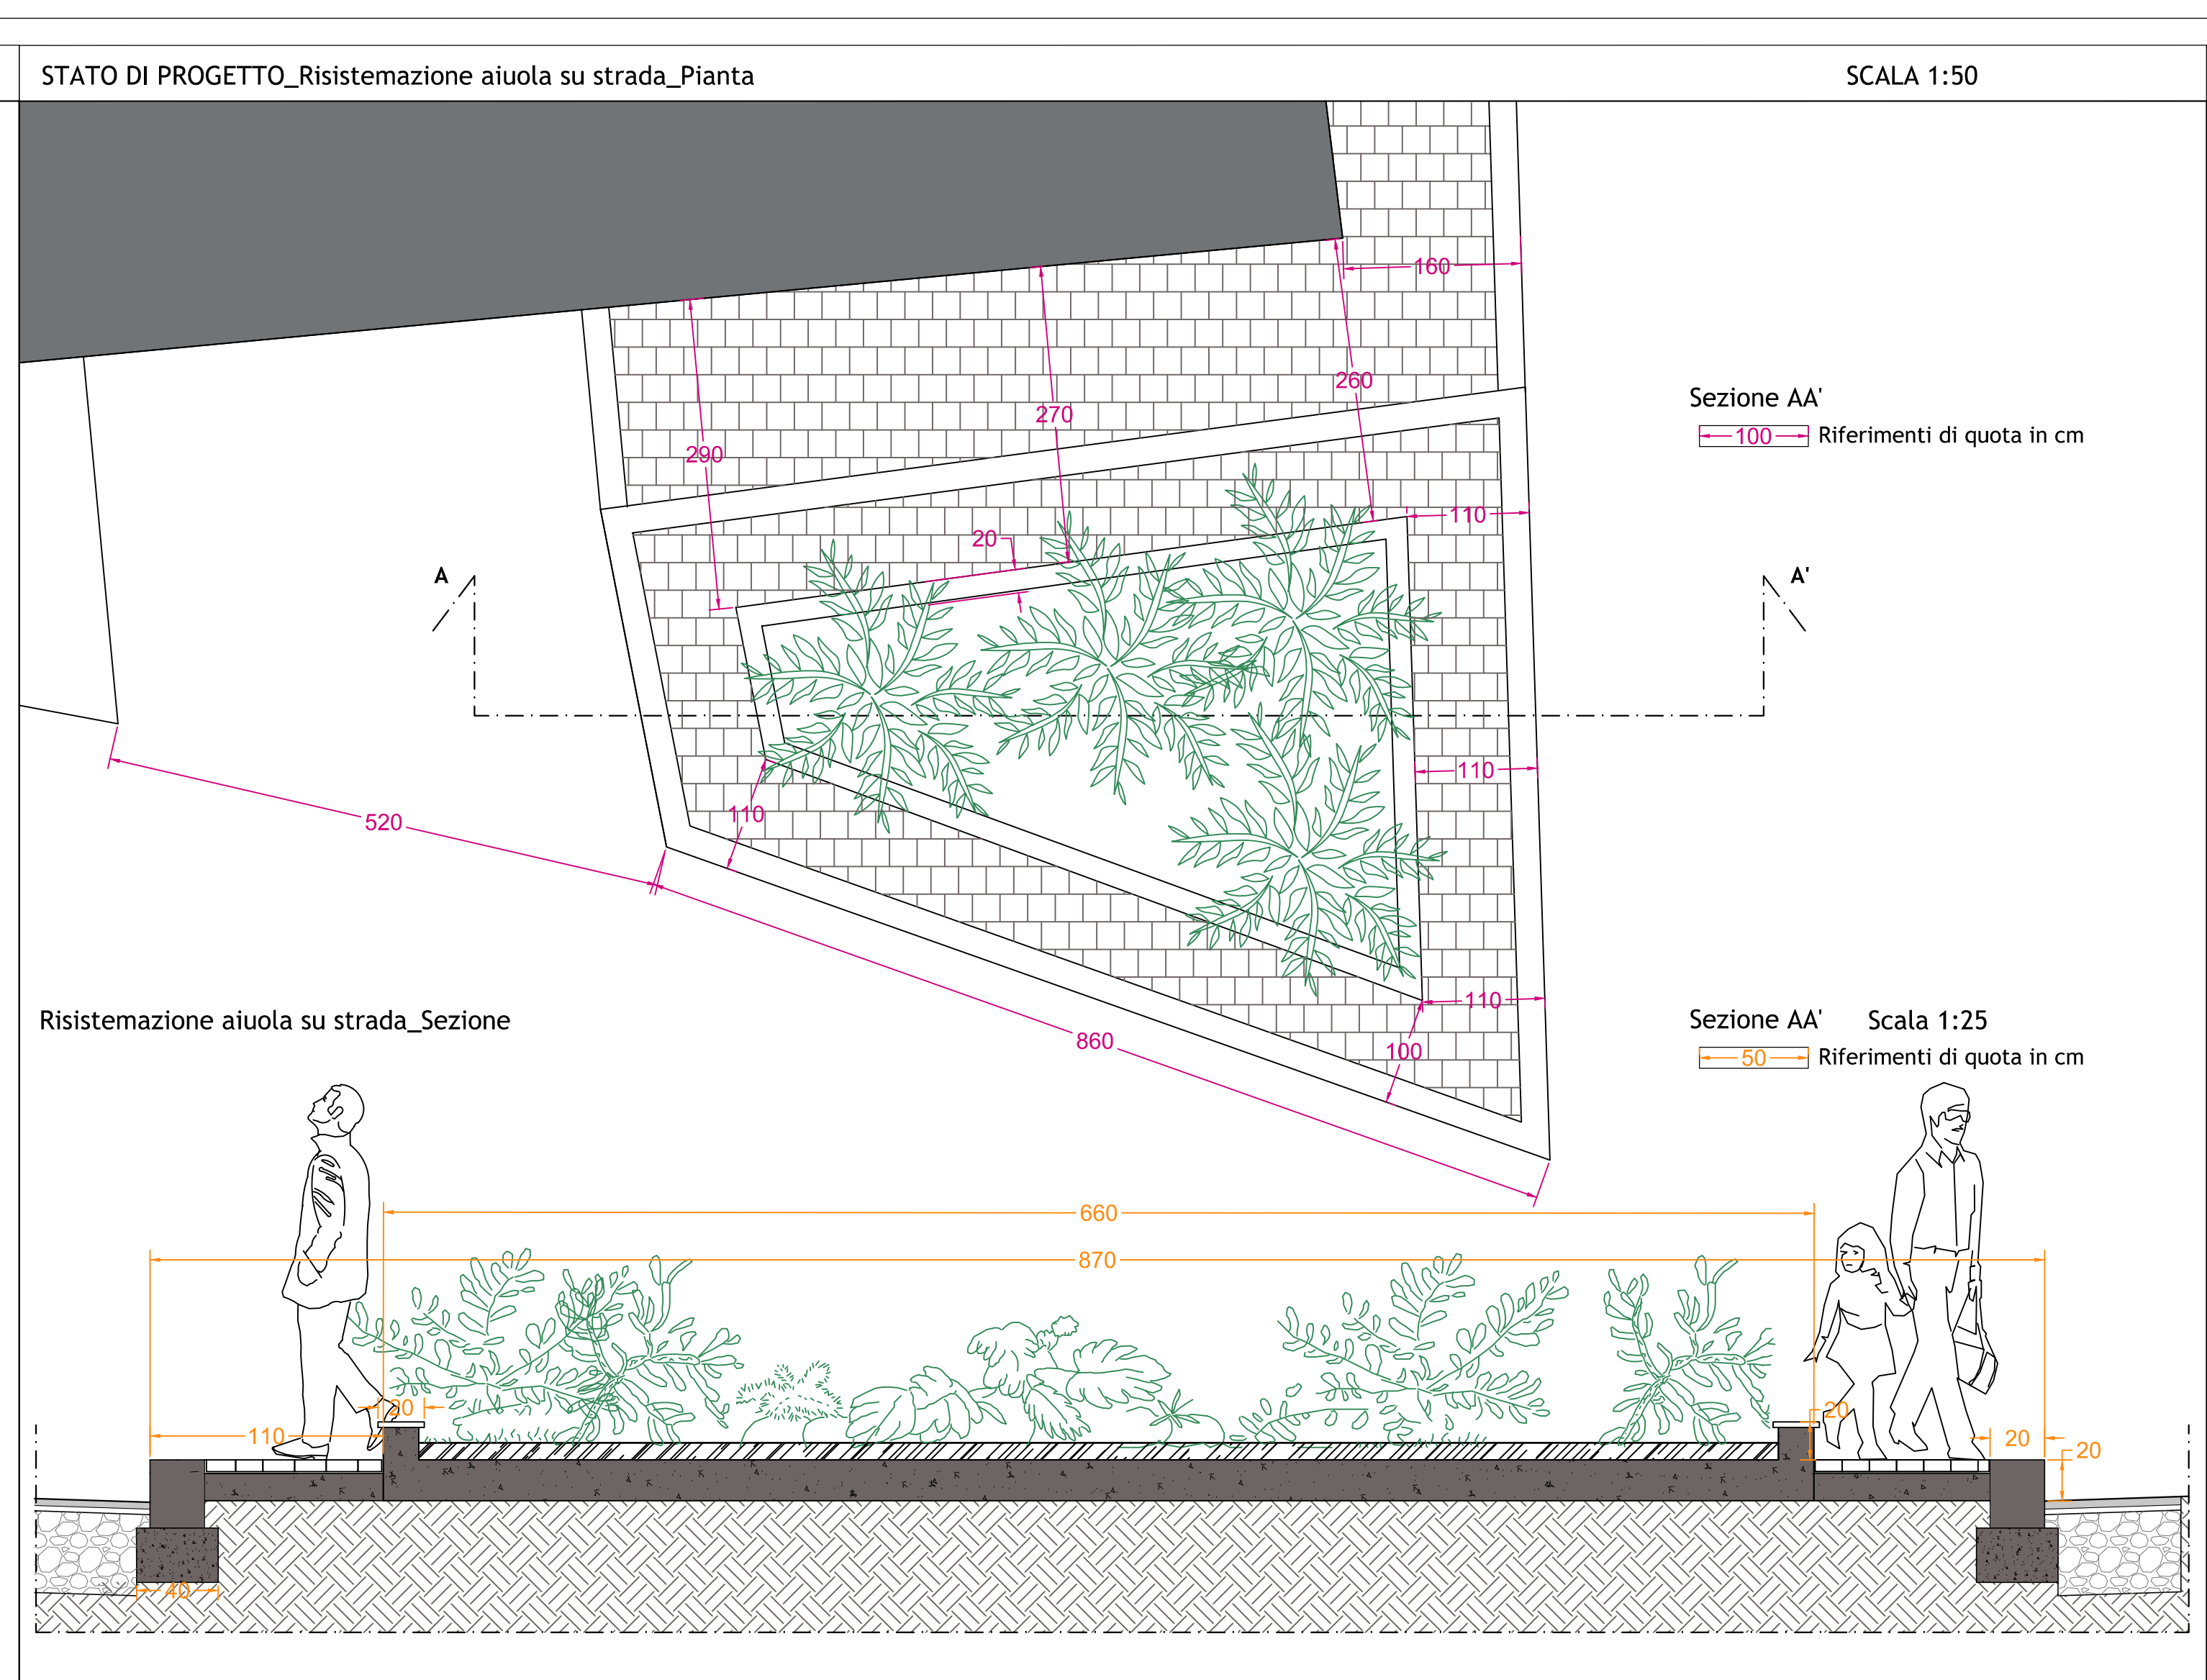 STATO DI PROGETTO_Risistemazione aiuola su strada_Pianta
SCALA 1:50
160
260
270
290
Sezione AA'
100 Riferimenti di quota in cm
110
20
A
A'
110
110
520
110
100
860
Risistemazione aiuola su strada_Sezione
Sezione AA' Scala 1:25
50 Riferimenti di quota in cm
660
870
20
20
110
20
20
40